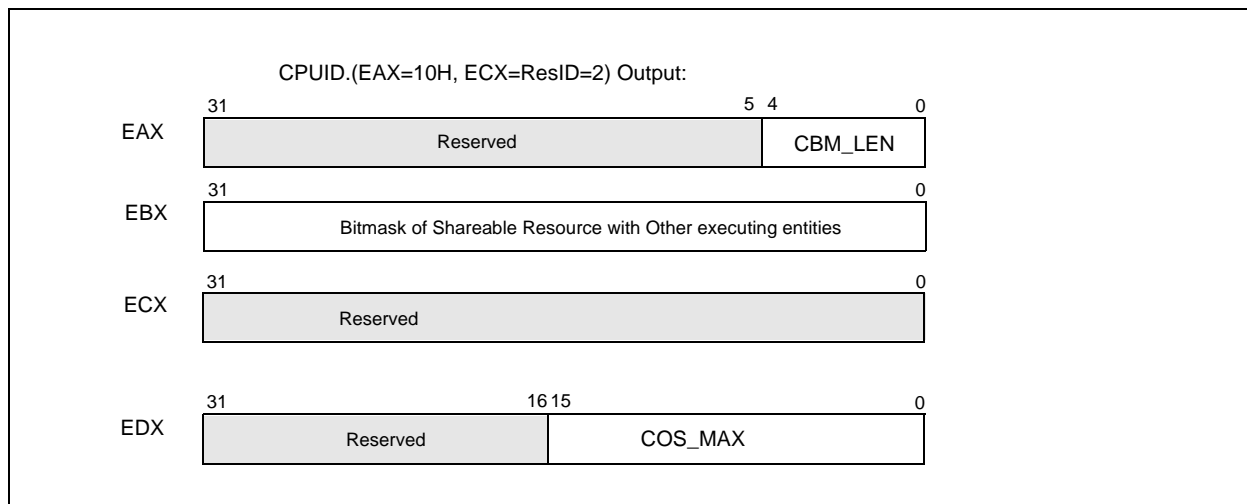 CPUID.(EAX=10H, ECX=ResID=2) Output:
31 5 4 0
EAX Reserved CBM_LEN
31 0
EBX Bitmask of Shareable Resource with Other executing entities
31 0
ECX Reserved
31 16 15 0
EDX Reserved COS_MAX